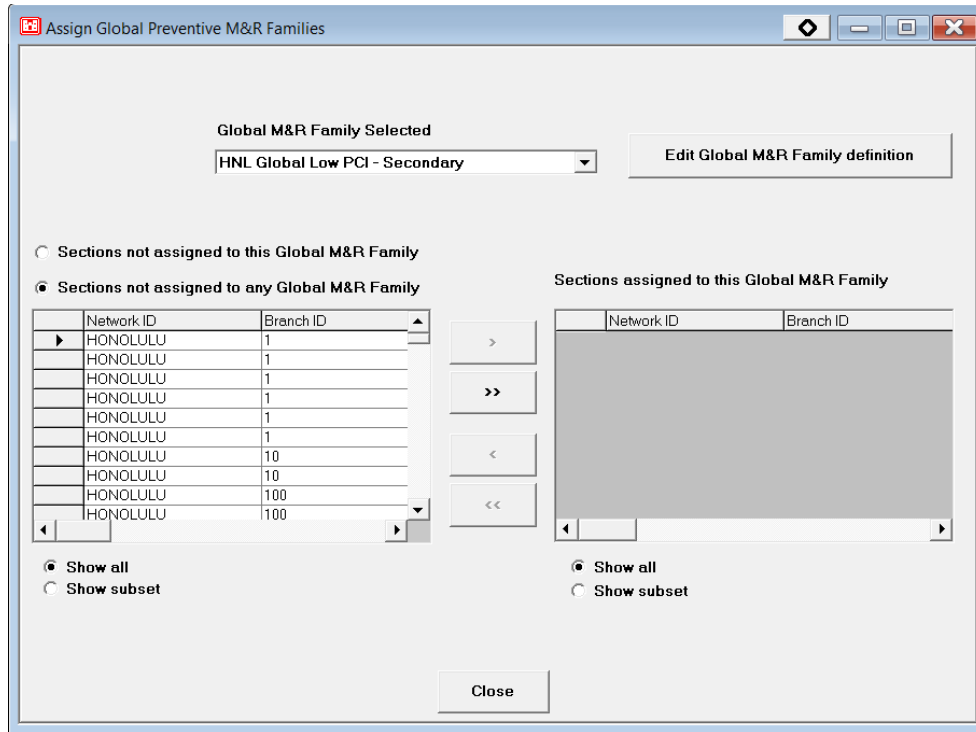 Assign Global Preventive M&R Families
Global M&R Family Selected
HNL Global Low PCI - Secondary
Edit Global M&R Family definition
Sections not assigned to this Global M&R Family
Sections not assigned to any Global M&R Family
Network ID Branch ID
HONOLULU 1
HONOLULU 1
HONOLULU 1
HONOLULU 1
HONOLULU 1
HONOLULU 1
HONOLULU 10
HONOLULU 10
HONOLULU 100
HONOLULU 100
Show all
Show subset
>
>>
<
<<
Sections assigned to this Global M&R Family
Network ID Branch ID
Show all
Show subset
Close